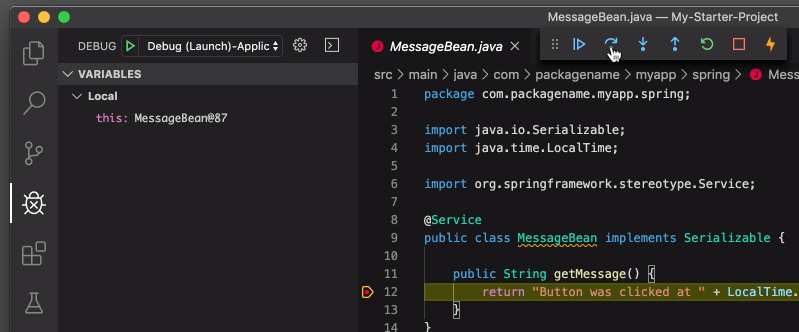 MessageBean.java — My-Starter-Project
DEBUG Debug (Launch)-Applic
MessageBean.java
VARIABLES
Local
this: MessageBean@87
src > main > java > com > packagename > myapp > spring > Mess
1 package com.packagename.myapp.spring;
2
3 import java.io.Serializable;
4 import java.time.LocalTime;
5
6 import org.springframework.stereotype.Service;
7
8 @Service
9 public class MessageBean implements Serializable {
10
11 public String getMessage() {
12 return "Button was clicked at " + LocalTime.
13 }
14 }